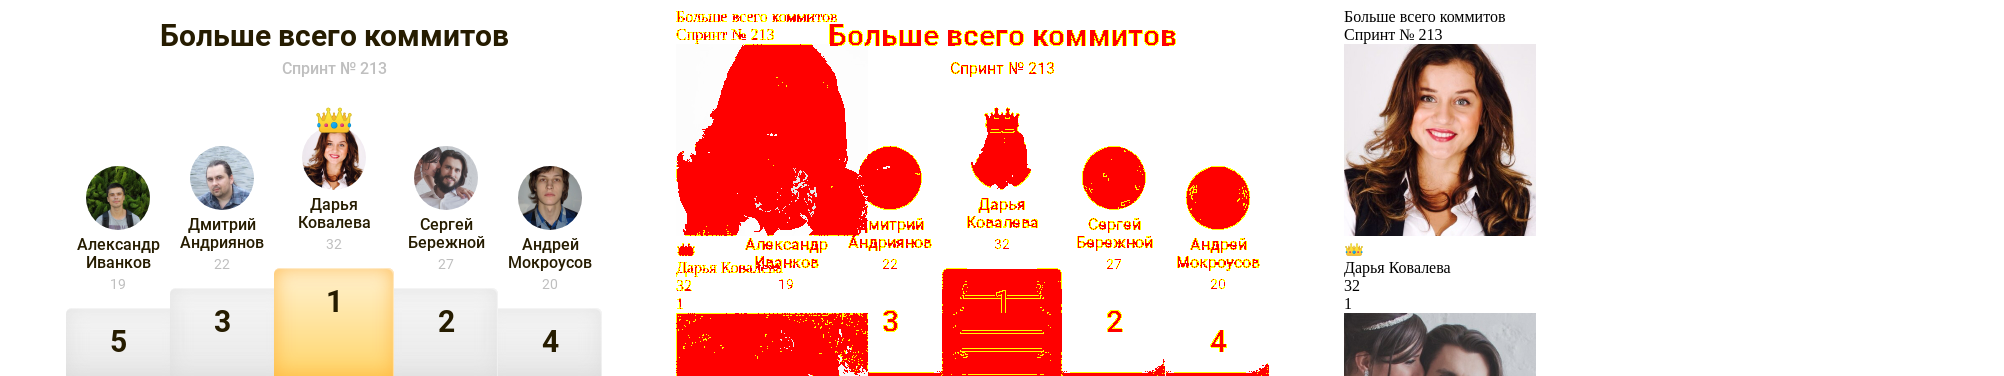 Больше всего коммитов
Спринт № 213
Дарья
Ковалева
32
Дмитрий
Андриянов
22
Сергей
Бережной
27
Александр
Иванков
19
Андрей
Мокроусов
20
1
3
2
5
4
Больше всего коммитов
Спринт № 213
Больше всего коммитов
Спринт № 213
Дарья
Ковалева
32
Дмитрий
Андриянов
22
Сергей
Бережной
27
Александр
Иванков
19
Андрей
Мокроусов
20
Дарья Ковалева
32
1
1
3
2
4
Больше всего коммитов
Спринт № 213
Дарья Ковалева
32
1